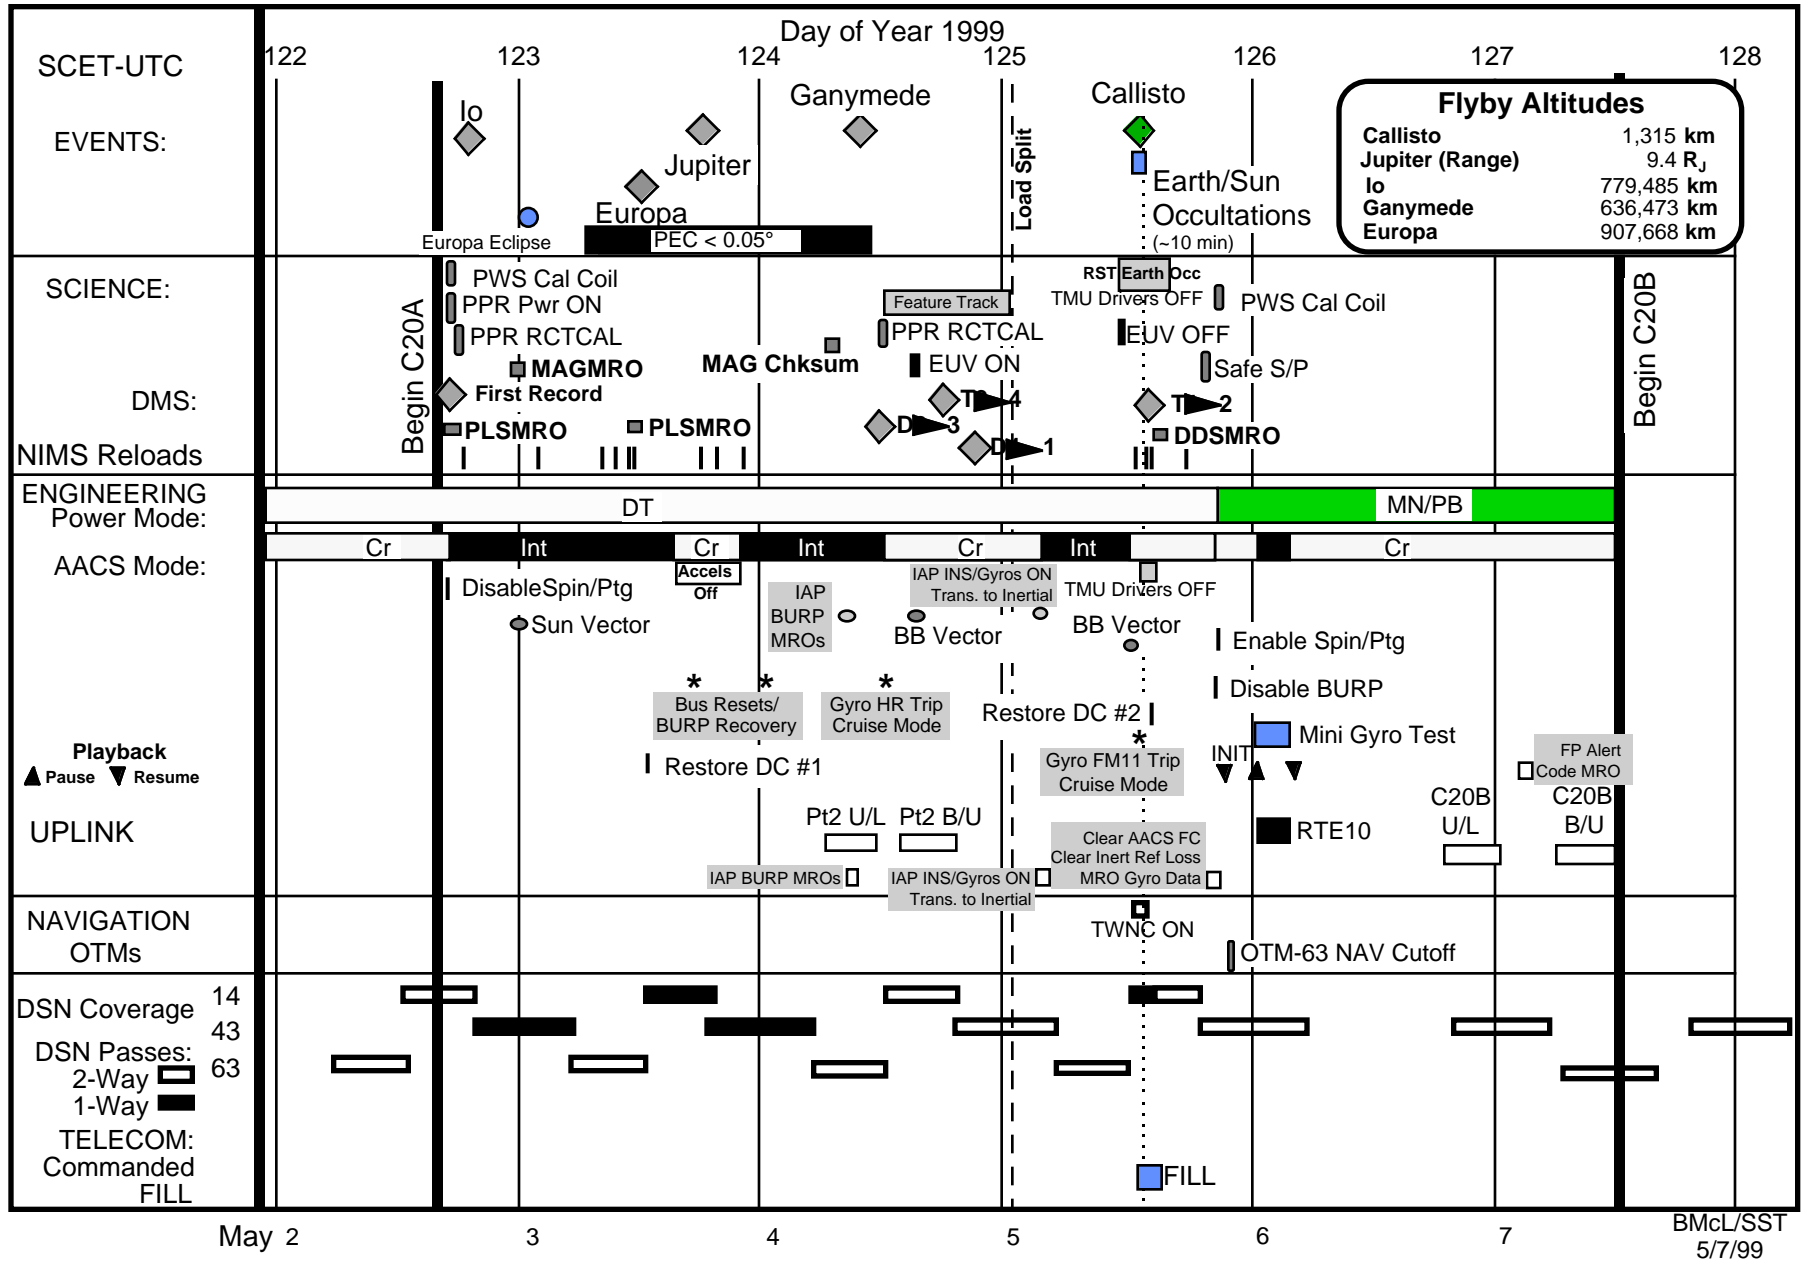 Day of Year 1999
SCET-UTC
122 123 124 125 126 127 128
EVENTS:
Io
Ganymede
Callisto
Jupiter
Europa
Europa Eclipse
PEC < 0.05°
Load Split
Earth/Sun
Occultations
(~10 min)
Flyby Altitudes
Callisto 1,315 km
Jupiter (Range) 9.4 RJ
Io 779,485 km
Ganymede 636,473 km
Europa 907,668 km
Begin C20A
Begin C20B
SCIENCE:
PWS Cal Coil
PPR Pwr ON
PPR RCTCAL
MAGMRO
Feature Track
PPR RCTCAL
MAG Chksum
EUV ON
RST Earth Occ
TMU Drivers OFF
EUV OFF
PWS Cal Coil
Safe S/P
DMS:
First Record
PLSMRO
PLSMRO
4
3
1
2
DDSMRO
NIMS Reloads
ENGINEERING
Power Mode:
DT
MN/PB
AACS Mode:
Cr Int Cr Int Cr Int Cr
DisableSpin/Ptg
Sun Vector
Accels
Off
IAP
BURP
MROs
IAP INS/Gyros ON
Trans. to Inertial
BB Vector
TMU Drivers OFF
BB Vector
Enable Spin/Ptg
Disable BURP
* * * 
Bus Resets/
BURP Recovery
Gyro HR Trip
Cruise Mode
Restore DC #2
*
Gyro FM11 Trip
Cruise Mode
Restore DC #1
Mini Gyro Test
INIT
FP Alert
Code MRO
Playback
Pause Resume
UPLINK
Pt2 U/L
Pt2 B/U
IAP BURP MROs
IAP INS/Gyros ON
Trans. to Inertial
Clear AACS FC
Clear Inert Ref Loss
MRO Gyro Data
RTE10
C20B
U/L
C20B
B/U
NAVIGATION
OTMs
TWNC ON
OTM-63 NAV Cutoff
DSN Coverage
14
43
63
DSN Passes:
2-Way
1-Way
TELECOM:
Commanded
FILL
FILL
May 2 3 4 5 6 7
BMcL/SST
5/7/99